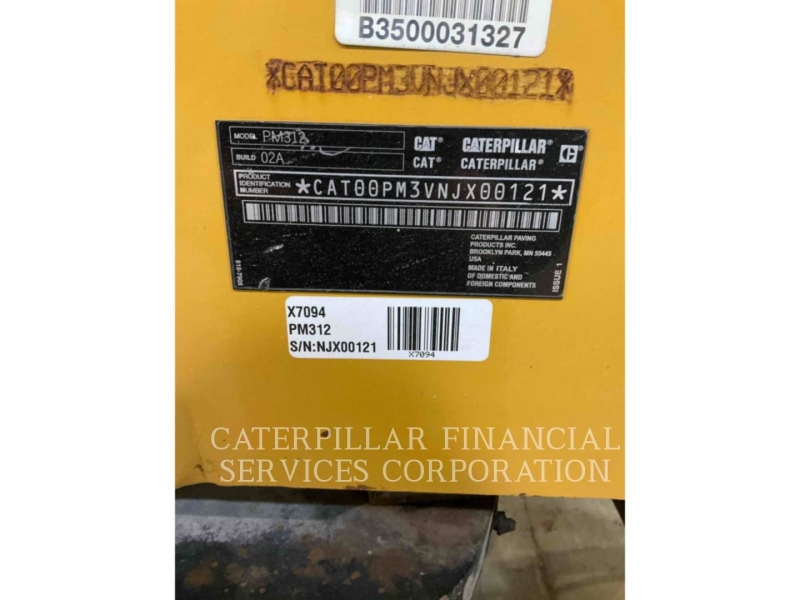 B3500031327
*CAT00PM3VNJX00121*
MODEL PM312
BUILD 02A
CAT® CATERPILLAR®
CAT® CATERPILLAR®
PRODUCT
IDENTIFICATION
NUMBER
*CAT00PM3VNJX00121*
CATERPILLAR PAVING
PRODUCTS INC.
BROOKLYN PARK, MN 55445
USA
MADE IN ITALY
OF DOMESTIC AND
FOREIGN COMPONENTS
ISSUE 1
X7094
PM312
S/N:NJX00121
X7094
CATERPILLAR FINANCIAL
SERVICES CORPORATION